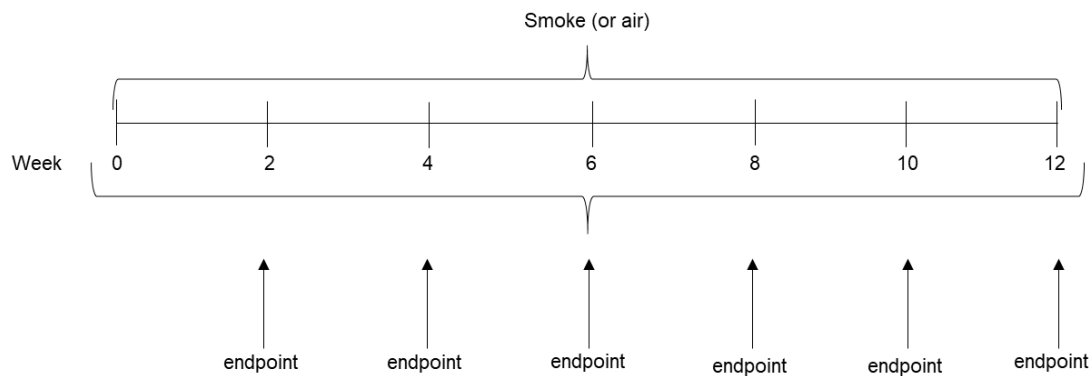 Smoke (or air)
Week 0 2 4 6 8 10 12
endpoint endpoint endpoint endpoint endpoint endpoint